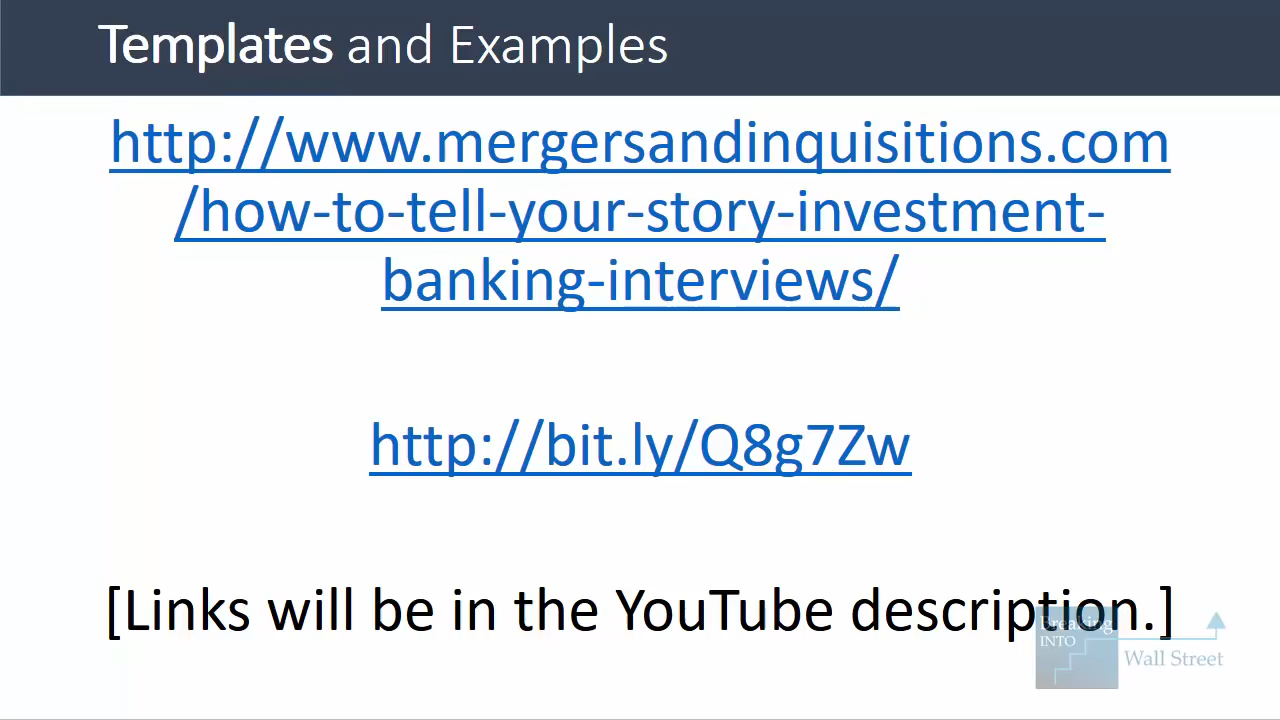 Templates and Examples
http://www.mergersandinquisitions.com
/how-to-tell-your-story-investment-
banking-interviews/
http://bit.ly/Q8g7Zw
[Links will be in the YouTube description.]
Breaking
INTO
Wall Street